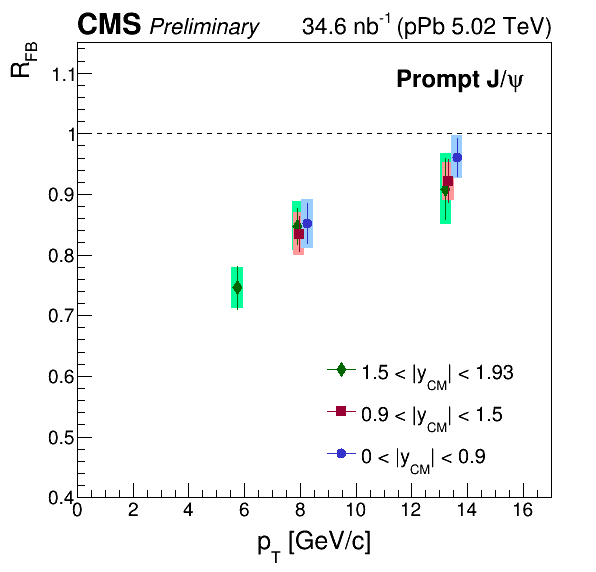 CMS Preliminary 34.6 nb⁻¹ (pPb 5.02 TeV)
R_FB
Prompt J/ψ
1.1
1
0.9
0.8
0.7
0.6
0.5
0.4
1.5 < |y_CM| < 1.93
0.9 < |y_CM| < 1.5
0 < |y_CM| < 0.9
0 2 4 6 8 10 12 14 16
p_T [GeV/c]